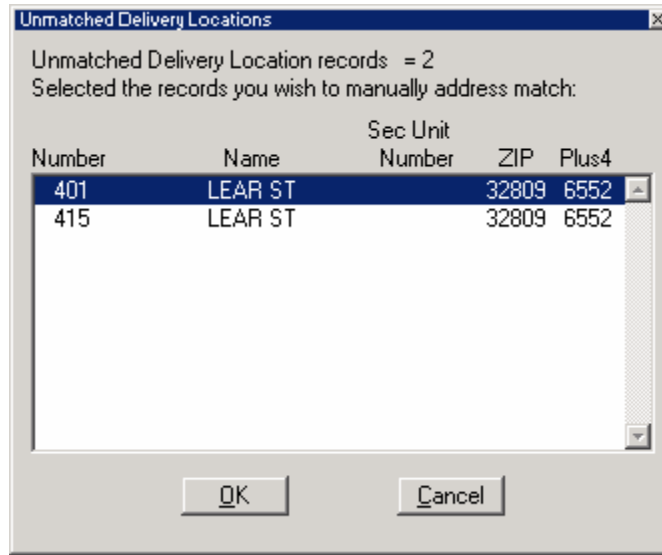 Unmatched Delivery Locations
Unmatched Delivery Location records = 2
Selected the records you wish to manually address match:
Sec Unit
Number Name Number ZIP Plus4
401 LEAR ST 32809 6552
415 LEAR ST 32809 6552
OK Cancel